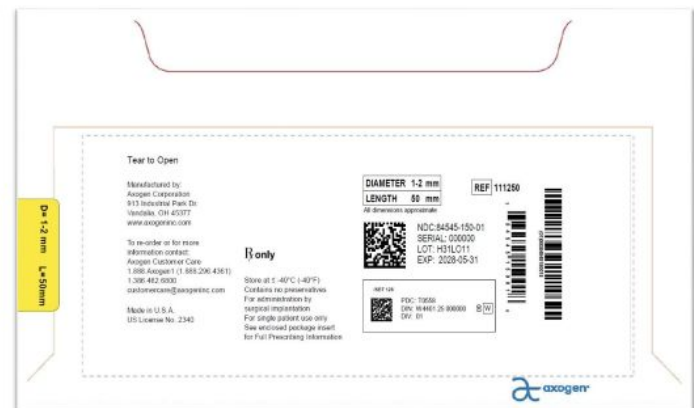 Tear to Open
Manufactured by:
Axogen Corporation
913 Industrial Park Dr.
Vandalia, OH 45377
www.axogeninc.com
To re-order or for more
information contact:
Axogen Customer Care
1.888.Axogen1 (1.888.296.4361)
1.386.462.6800
customercare@axogeninc.com
Made in U.S.A.
US License No. 2340
D= 1-2 mm L=50mm
Rx only
Store at ≤ -40°C (-40°F)
Contains no preservatives
For administration by
surgical implantation
For single patient use only
See enclosed package insert
for Full Prescribing Information
DIAMETER 1-2 mm
LENGTH 50 mm
All dimensions approximate
REF 111250
NDC:84545-150-01
SERIAL: 000000
LOT: H31LO11
EXP: 2028-05-31
PDC: T0558
DIV: 01
axogen